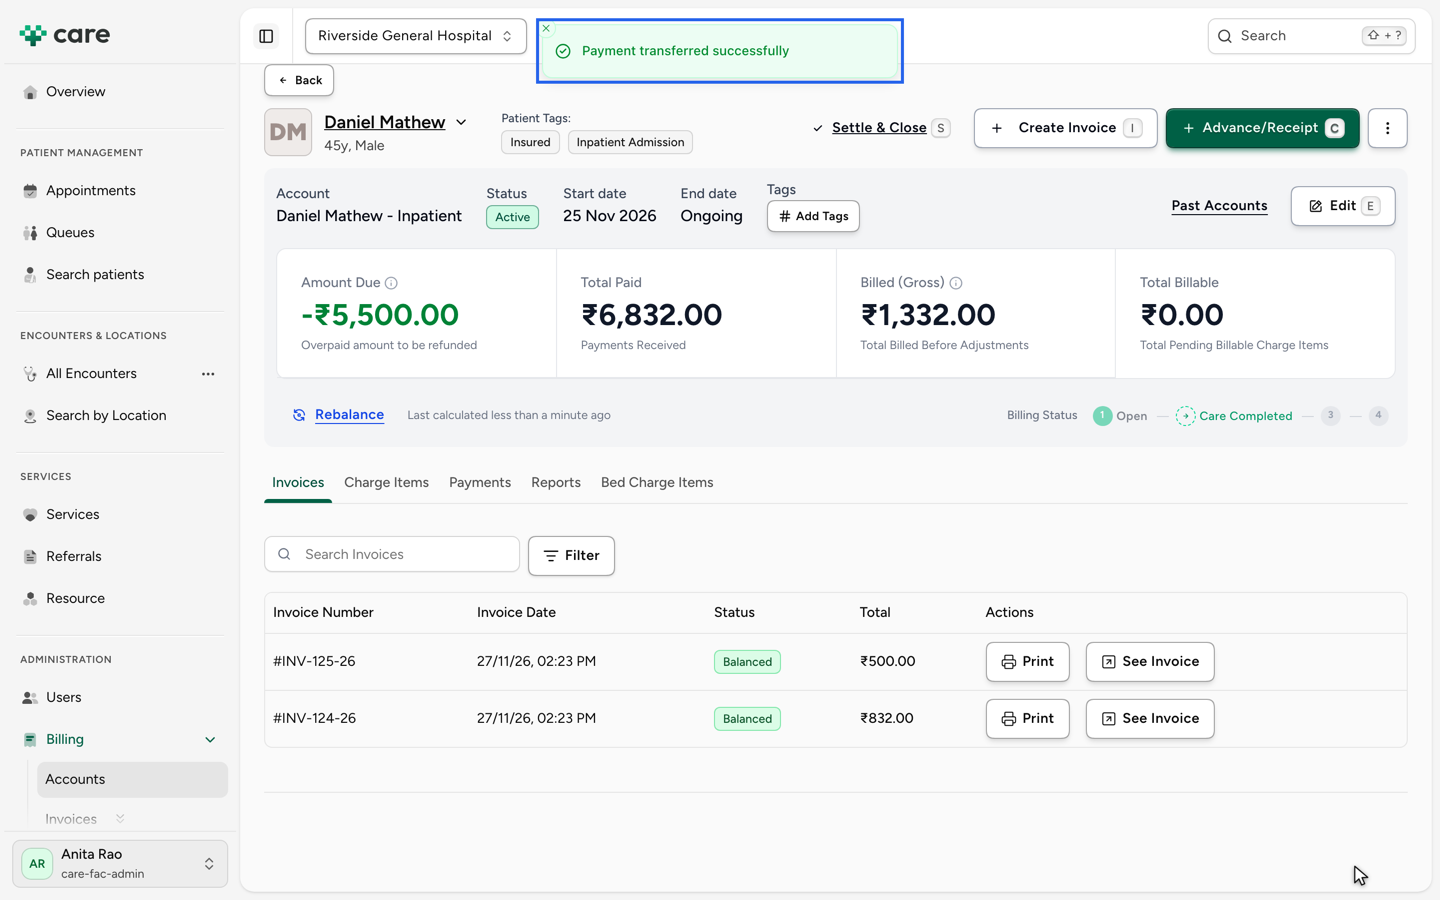 care
Riverside General Hospital
Payment transferred successfully
Search
+ ?
Overview
PATIENT MANAGEMENT
Appointments
Queues
Search patients
ENCOUNTERS & LOCATIONS
All Encounters
Search by Location
SERVICES
Services
Referrals
Resource
ADMINISTRATION
Users
Billing
Accounts
Invoices
AR
Anita Rao
care-fac-admin
Back
DM
Daniel Mathew
45y, Male
Patient Tags:
Insured
Inpatient Admission
Settle & Close S
+ Create Invoice I
+ Advance/Receipt C
Account
Daniel Mathew - Inpatient
Status
Active
Start date
25 Nov 2026
End date
Ongoing
Tags
# Add Tags
Past Accounts
Edit E
Amount Due
-₹5,500.00
Overpaid amount to be refunded
Total Paid
₹6,832.00
Payments Received
Billed (Gross)
₹1,332.00
Total Billed Before Adjustments
Total Billable
₹0.00
Total Pending Billable Charge Items
Rebalance
Last calculated less than a minute ago
Billing Status
1 Open
Care Completed
3
4
Invoices
Charge Items
Payments
Reports
Bed Charge Items
Search Invoices
Filter
Invoice Number Invoice Date Status Total Actions
#INV-125-26 27/11/26, 02:23 PM Balanced ₹500.00 Print See Invoice
#INV-124-26 27/11/26, 02:23 PM Balanced ₹832.00 Print See Invoice